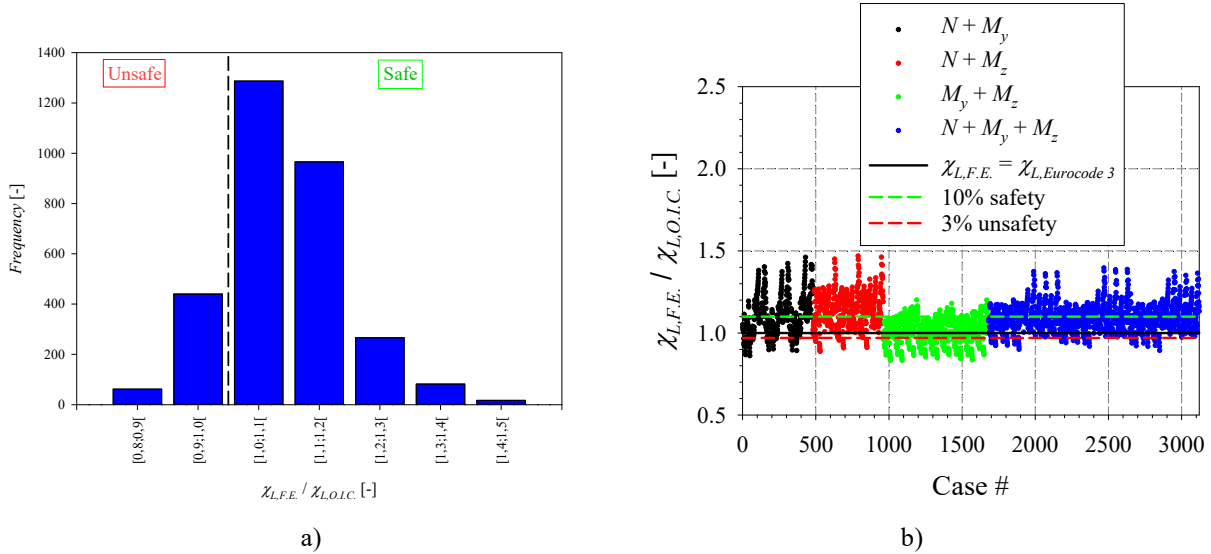 Unsafe
Safe
Frequency [-]
1400
1200
1000
800
600
400
200
0
[0,8;0,9[
[0,9;1,0[
[1,0;1,1[
[1,1;1,2[
[1,2;1,3[
[1,3;1,4[
[1,4;1,5[
χL,F.E. / χL,O.I.C. [-]
a)
N + My
N + Mz
My + Mz
N + My + Mz
χL,F.E. = χL,Eurocode 3
10% safety
3% unsafety
χL,F.E. / χL,O.I.C. [-]
2.5
2.0
1.5
1.0
0.5
0 500 1000 1500 2000 2500 3000
Case #
b)